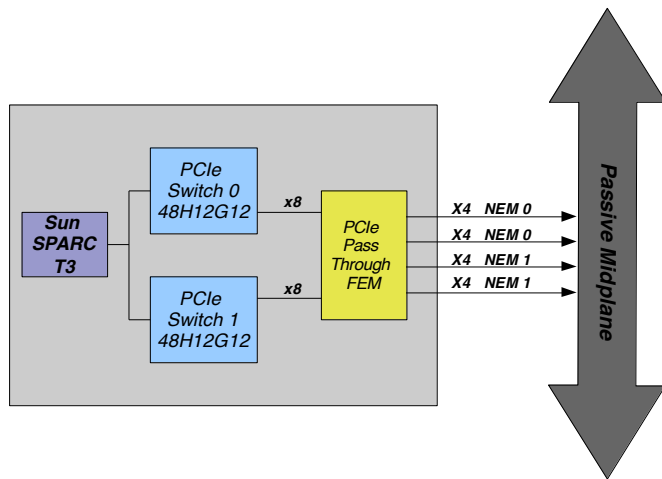 Sun
SPARC
T3
PCIe
Switch 0
48H12G12
PCIe
Switch 1
48H12G12
x8
x8
PCIe
Pass
Through
FEM
X4 NEM 0
X4 NEM 0
X4 NEM 1
X4 NEM 1
Passive Midplane